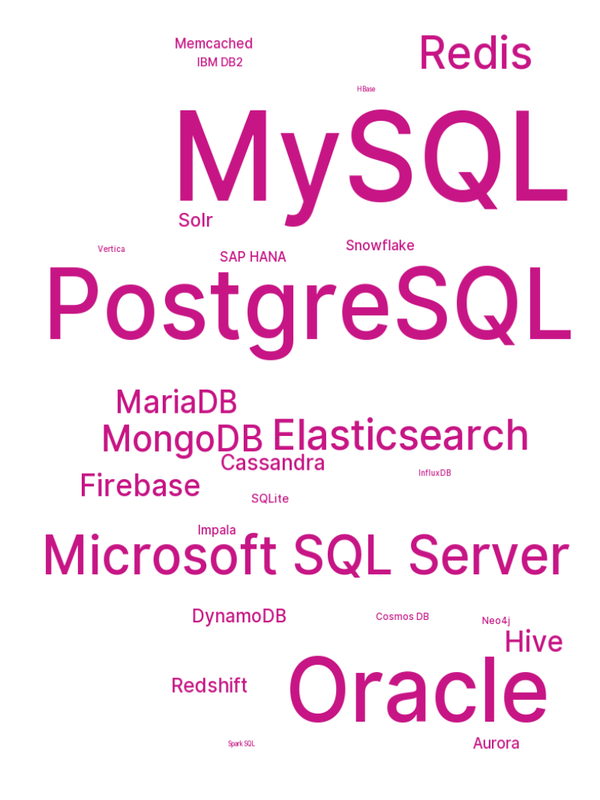 Memcached
Redis
IBM DB2
HBase
MySQL
Solr
Snowflake
Vertica
SAP HANA
PostgreSQL
MariaDB
MongoDB
Elasticsearch
Cassandra
InfluxDB
Firebase
SQLite
Impala
Microsoft SQL Server
DynamoDB
Cosmos DB
Neo4j
Hive
Redshift
Oracle
Spark SQL
Aurora